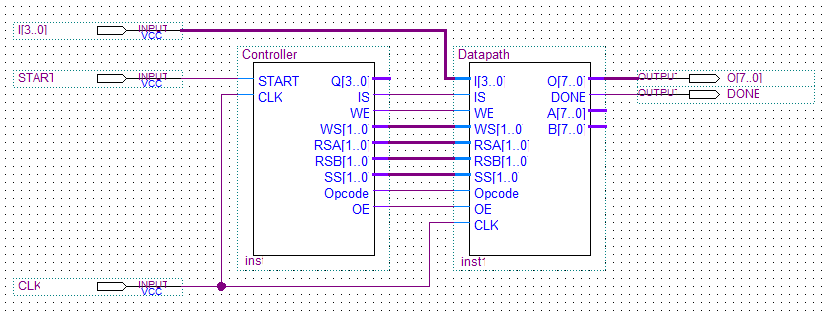 I[3..0] INPUT
VCC
Controller Datapath
START INPUT
VCC
START Q[3..0] I[3..0] O[7..0] OUTPUT O[7..0]
CLK IS IS DONE OUTPUT DONE
WE WE A[7..0]
WS[1..0] WS[1..0] B[7..0]
RSA[1..0] RSA[1..0]
RSB[1..0] RSB[1..0]
SS[1..0] SS[1..0]
Opcode Opcode
OE OE
CLK
inst inst1
CLK INPUT
VCC